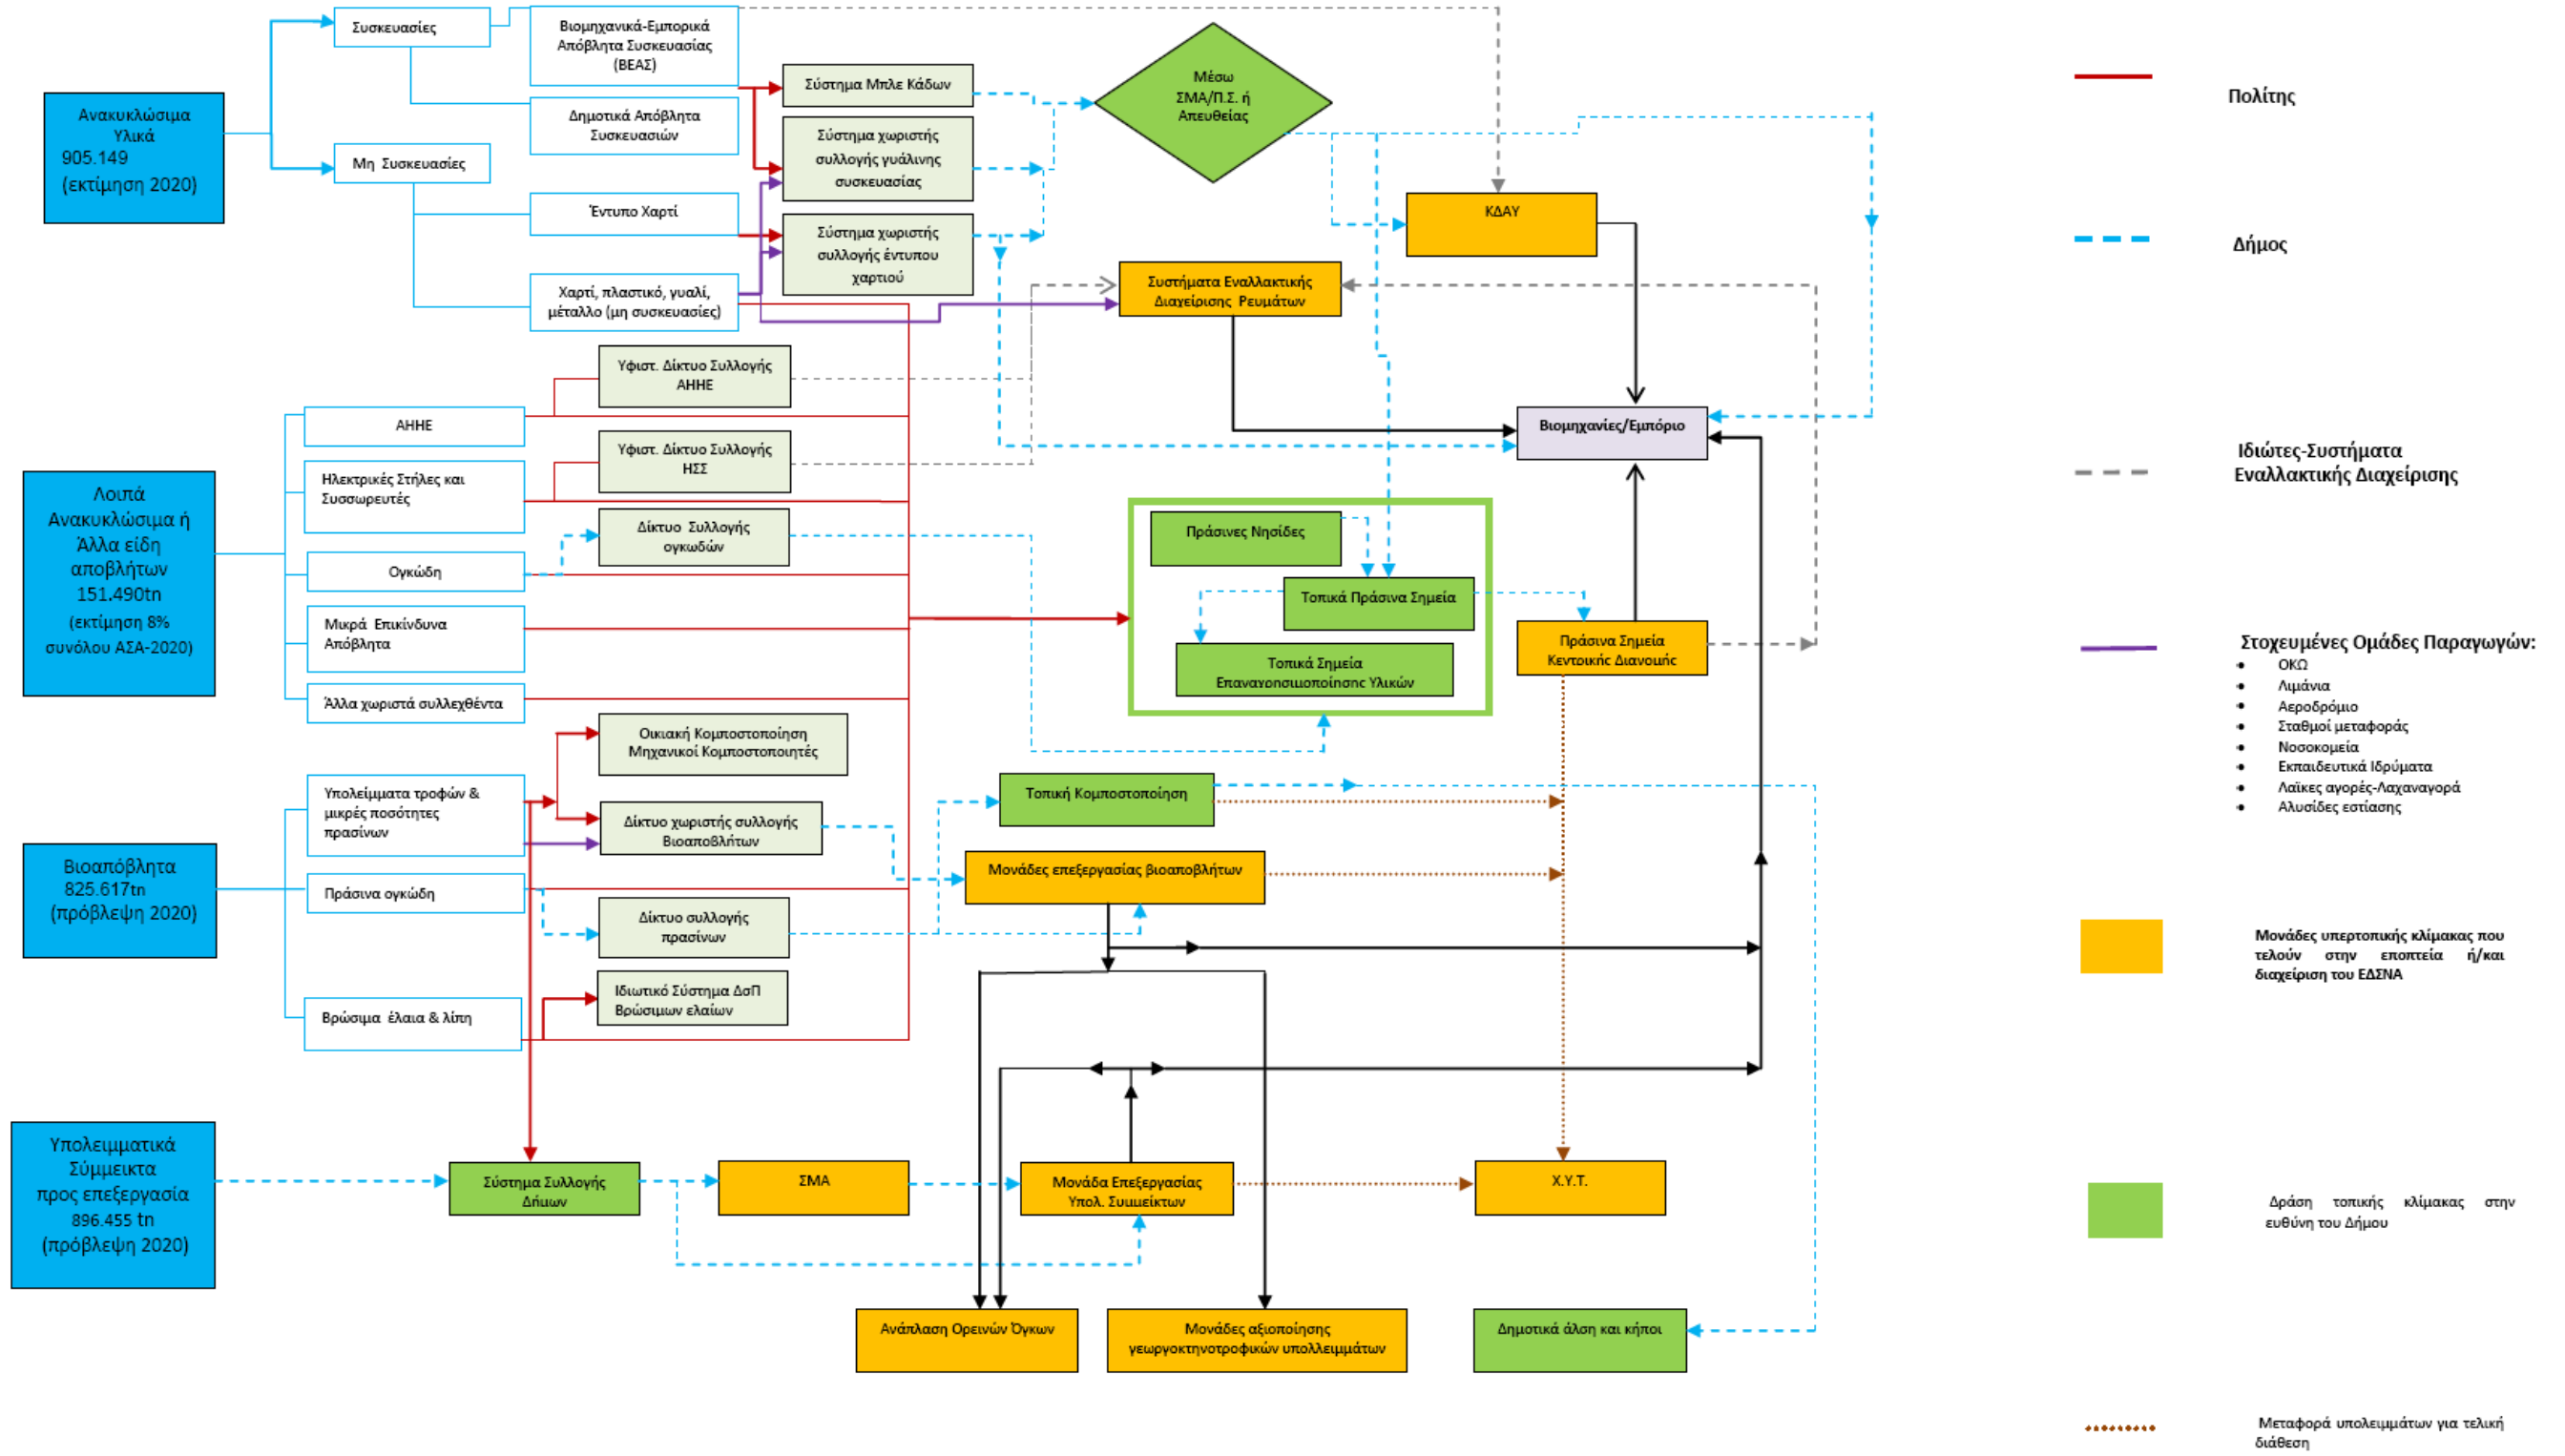 Ανακυκλώσιμα
Υλικά
905.149
(εκτίμηση 2020)
Συσκευασίες
Μη Συσκευασίες
Βιομηχανικά-Εμπορικά
Απόβλητα Συσκευασίας
(ΒΕΑΣ)
Δημοτικά Απόβλητα
Συσκευασιών
Έντυπο Χαρτί
Χαρτί, πλαστικό, γυαλί,
μέταλλο (μη συσκευασίες)
Σύστημα Μπλε Κάδων
Σύστημα χωριστής
συλλογής γυάλινης
συσκευασίας
Σύστημα χωριστής
συλλογής έντυπου
χαρτιού
Μέσω
ΣΜΑ/Π.Σ. ή
Απευθείας
ΚΔΑΥ
Συστήματα Εναλλακτικής
Διαχείρισης Ρευμάτων
Βιομηχανίες/Εμπόριο
Λοιπά
Ανακυκλώσιμα ή
Άλλα είδη
αποβλήτων
151.490tn
(εκτίμηση 8%
συνόλου ΑΣΑ-2020)
ΑΗΗΕ
Ηλεκτρικές Στήλες και
Συσσωρευτές
Ογκώδη
Μικρά Επικίνδυνα
Απόβλητα
Άλλα χωριστά συλλεχθέντα
Υφιστ. Δίκτυο Συλλογής
ΑΗΗΕ
Υφιστ. Δίκτυο Συλλογής
ΗΣΣ
Δίκτυο Συλλογής
ογκωδών
Πράσινες Νησίδες
Τοπικά Πράσινα Σημεία
Τοπικά Σημεία
Επαναχρησιμοποίησης Υλικών
Πράσινα Σημεία
Κεντρικής Διανομής
Βιοαπόβλητα
825.617tn
(πρόβλεψη 2020)
Υπολείμματα τροφών &
μικρές ποσότητες
πρασίνων
Πράσινα ογκώδη
Βρώσιμα έλαια & λίπη
Οικιακή Κομποστοποίηση
Μηχανικοί Κομποστοποιητές
Δίκτυο χωριστής συλλογής
Βιοαποβλήτων
Δίκτυο συλλογής
πρασίνων
Ιδιωτικό Σύστημα ΔσΠ
Βρώσιμων ελαίων
Τοπική Κομποστοποίηση
Μονάδες επεξεργασίας βιοαποβλήτων
Υπολειμματικά
Σύμμεικτα
προς επεξεργασία
896.455 tn
(πρόβλεψη 2020)
Σύστημα Συλλογής
Δήμων
ΣΜΑ
Μονάδα Επεξεργασίας
Υπολ. Συμμείκτων
Χ.Υ.Τ.
Ανάπλαση Ορεινών Όγκων
Μονάδες αξιοποίησης
γεωργοκτηνοτροφικών υπολλειμμάτων
Δημοτικά άλση και κήποι
Πολίτης
Δήμος
Ιδιώτες-Συστήματα
Εναλλακτικής Διαχείρισης
Στοχευμένες Ομάδες Παραγωγών:
• ΟΚΩ
• Λιμάνια
• Αεροδρόμιο
• Σταθμοί μεταφοράς
• Νοσοκομεία
• Εκπαιδευτικά Ιδρύματα
• Λαϊκες αγορές-Λαχαναγορά
• Αλυσίδες εστίασης
Μονάδες υπερτοπικής κλίμακας που
τελούν στην εποπτεία ή/και
διαχείριση του ΕΔΣΝΑ
Δράση τοπικής κλίμακας στην
ευθύνη του Δήμου
Μεταφορά υπολειμμάτων για τελική
διάθεση